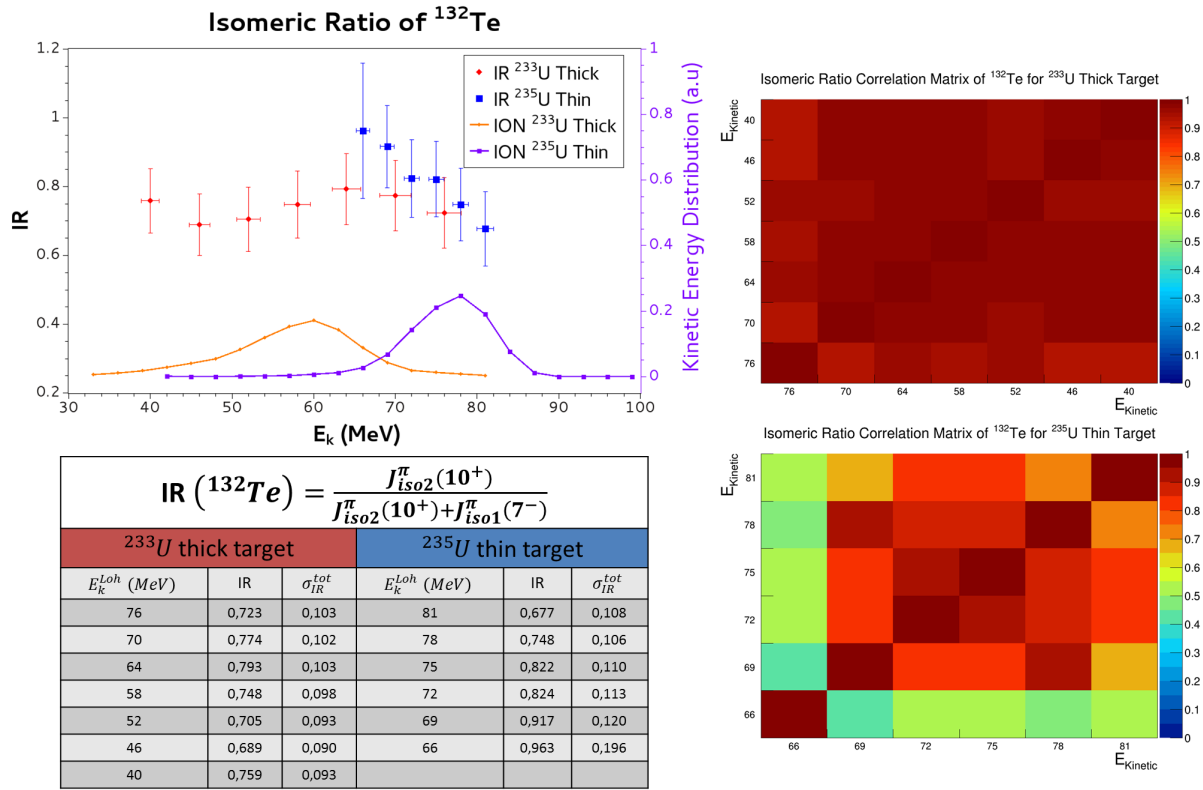 Isomeric Ratio of ¹³²Te
1.2
1
0.8
0.6
0.4
0.2
IR
1
0.8
0.6
0.4
0.2
0
Kinetic Energy Distribution (a.u)
IR ²³³U Thick
IR ²³⁵U Thin
ION ²³³U Thick
ION ²³⁵U Thin
30 40 50 60 70 80 90 100
E_k (MeV)
IR (¹³²Te) = J^π_iso2(10⁺) / J^π_iso2(10⁺)+J^π_iso1(7⁻)
²³³U thick target ²³⁵U thin target
E_k^Loh (MeV) IR σ_IR^tot E_k^Loh (MeV) IR σ_IR^tot
76 0,723 0,103 81 0,677 0,108
70 0,774 0,102 78 0,748 0,106
64 0,793 0,103 75 0,822 0,110
58 0,748 0,098 72 0,824 0,113
52 0,705 0,093 69 0,917 0,120
46 0,689 0,090 66 0,963 0,196
40 0,759 0,093
Isomeric Ratio Correlation Matrix of ¹³²Te for ²³³U Thick Target
E_Kinetic
40
46
52
58
64
70
76
76 70 64 58 52 46 40
E_Kinetic
1
0.9
0.8
0.7
0.6
0.5
0.4
0.3
0.2
0.1
0
Isomeric Ratio Correlation Matrix of ¹³²Te for ²³⁵U Thin Target
E_Kinetic
81
78
75
72
69
66
66 69 72 75 78 81
E_Kinetic
1
0.9
0.8
0.7
0.6
0.5
0.4
0.3
0.2
0.1
0